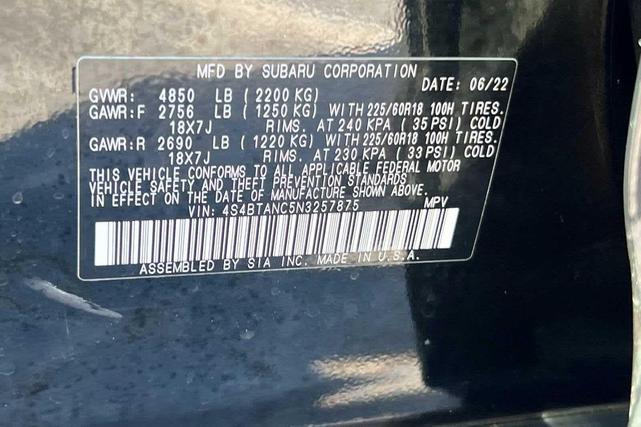 MFD BY SUBARU CORPORATION DATE: 06/22
GVWR: 4850 LB (2200 KG)
GAWR:F 2756 LB (1250 KG) WITH 225/60R18 100H TIRES.
18X7J RIMS. AT 240 KPA (35 PSI) COLD
GAWR:R 2690 LB (1220 KG) WITH 225/60R18 100H TIRES.
18X7J RIMS. AT 230 KPA (33 PSI) COLD
THIS VEHICLE CONFORMS TO ALL APPLICABLE FEDERAL MOTOR
VEHICLE SAFETY AND THEFT PREVENTION STANDARDS
IN EFFECT ON THE DATE OF MANUFACTURE SHOWN ABOVE.
VIN: 4S4BTANC5N3257875 MPV
ASSEMBLED BY SIA INC. MADE IN U.S.A.